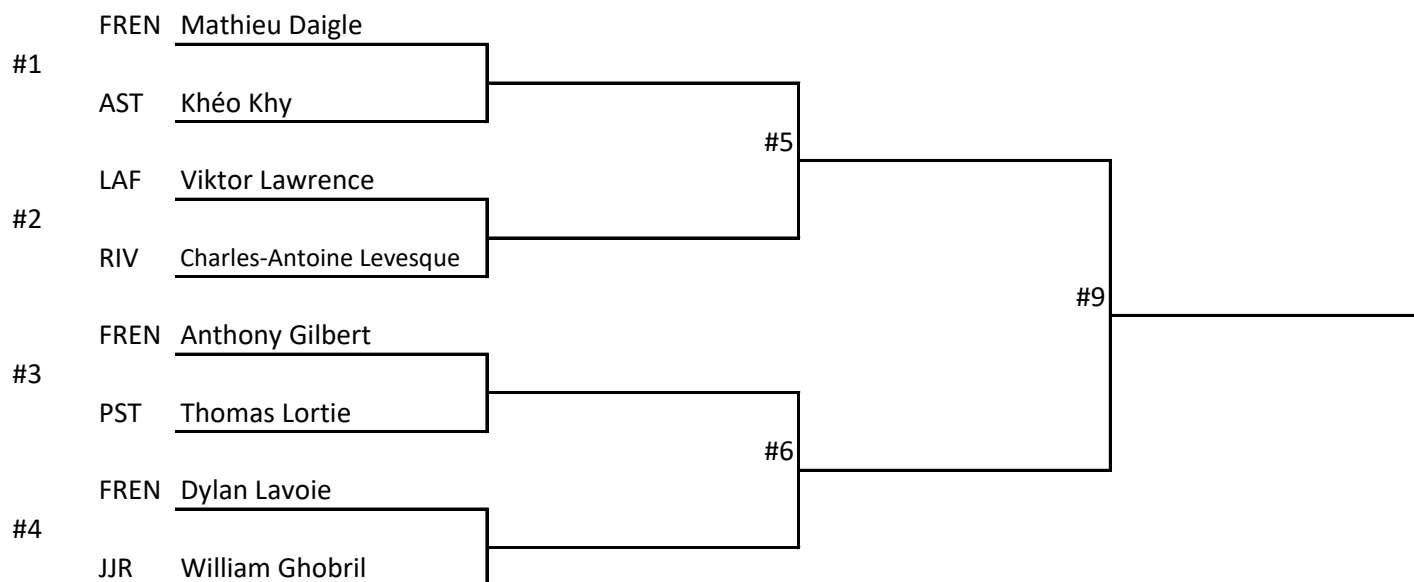 FREN Mathieu Daigle
#1
AST Khéo Khy
#5
LAF Viktor Lawrence
#2
RIV Charles-Antoine Levesque
#9
FREN Anthony Gilbert
#3
PST Thomas Lortie
#6
FREN Dylan Lavoie
#4
JJR William Ghobril